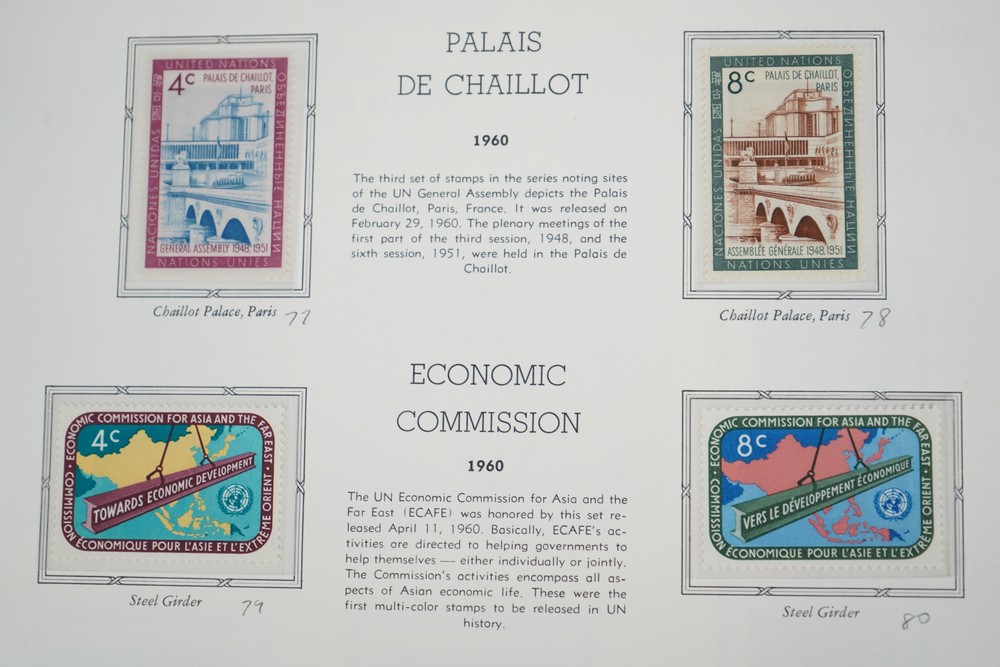 PALAIS
DE CHAILLOT
1960
The third set of stamps in the series noting sites
of the UN General Assembly depicts the Palais
de Chaillot, Paris, France. It was released on
February 29, 1960. The plenary meetings of the
first part of the third session, 1948, and the
sixth session, 1951, were held in the Palais de
Chaillot.
UNITED NATIONS
4c
PALAIS DE CHAILLOT,
PARIS
NACIONES UNIDAS
ОБЪЕДИНЕННЫЕ НАЦИИ
GENERAL ASSEMBLY 1948, 1951
NATIONS UNIES
Chaillot Palace, Paris 77
UNITED NATIONS
8c
PALAIS DE CHAILLOT,
PARIS
NACIONES UNIDAS
ОБЪЕДИНЕННЫЕ НАЦИИ
ASSEMBLÉE GÉNÉRALE 1948, 1951
NATIONS UNIES
Chaillot Palace, Paris 78
ECONOMIC
COMMISSION
1960
The UN Economic Commission for Asia and the
Far East (ECAFE) was honored by this set re-
leased April 11, 1960. Basically, ECAFE's ac-
tivities are directed to helping governments to
help themselves — either individually or jointly.
The Commission's activities encompass all as-
pects of Asian economic life. These were the
first multi-color stamps to be released in UN
history.
ECONOMIC COMMISSION FOR ASIA AND THE FAR EAST
4c
TOWARDS ECONOMIC DEVELOPMENT
COMMISSION ÉCONOMIQUE POUR L'ASIE ET L'EXTRÊME ORIENT
Steel Girder 79
ECONOMIC COMMISSION FOR ASIA AND THE FAR EAST
8c
VERS LE DÉVELOPPEMENT ÉCONOMIQUE
COMMISSION ÉCONOMIQUE POUR L'ASIE ET L'EXTRÊME ORIENT
Steel Girder 80